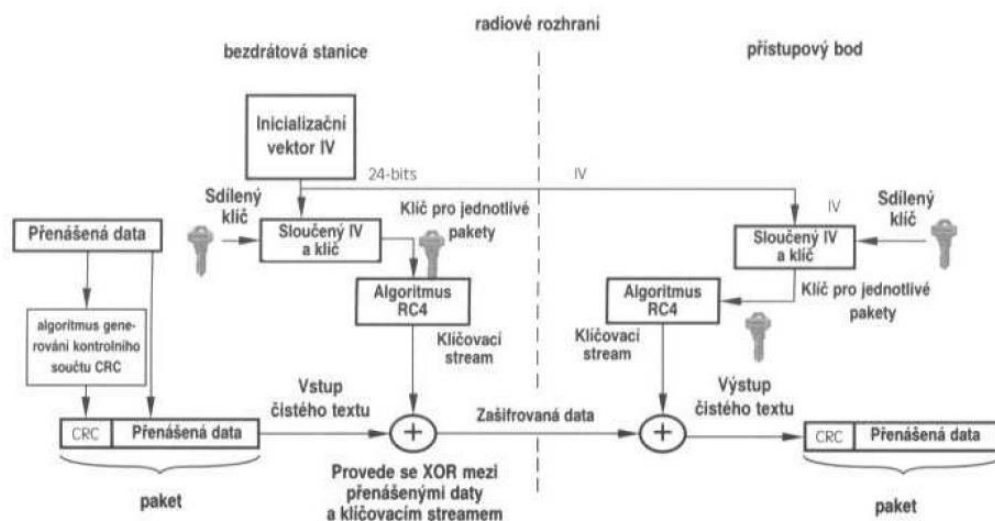 radiové rozhraní
bezdrátová stanice
přístupový bod
Inicializační
vektor IV
24-bits
IV
Sdílený
klíč
Klíč pro jednotlivé
pakety
IV
Sdílený
klíč
Přenášená data
Sloučený IV
a klíč
Sloučený IV
a klíč
Algoritmus
RC4
Algoritmus
RC4
Klíč pro jednotlivé
pakety
algoritmus gene-
rování kontrolního
součtu CRC
Klíčovací
stream
Klíčovací
stream
Vstup
čistého textu
Zašifrovaná data
Výstup
čistého textu
CRC
Přenášená data
+
+
CRC
Přenášená data
paket
Provede se XOR mezi
přenášenými daty
a klíčovacím streamem
paket